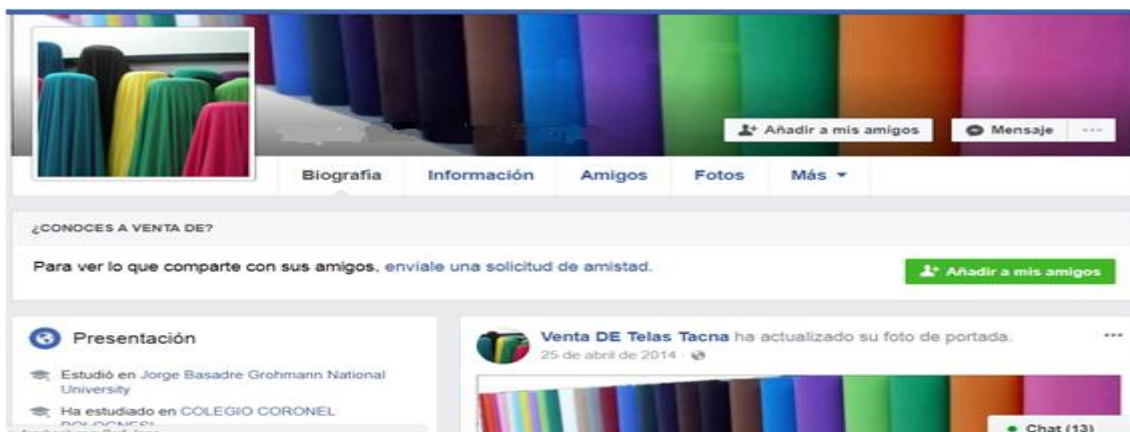 Añadir a mis amigos
Mensaje
Biografía
Información
Amigos
Fotos
Más
¿CONOCES A VENTA DE?
Para ver lo que comparte con sus amigos, envíale una solicitud de amistad.
Añadir a mis amigos
Presentación
Estudió en Jorge Basadre Grohmann National
University
Ha estudiado en COLEGIO CORONEL
Venta DE Telas Tacna ha actualizado su foto de portada.
25 de abril de 2014
Chat (13)